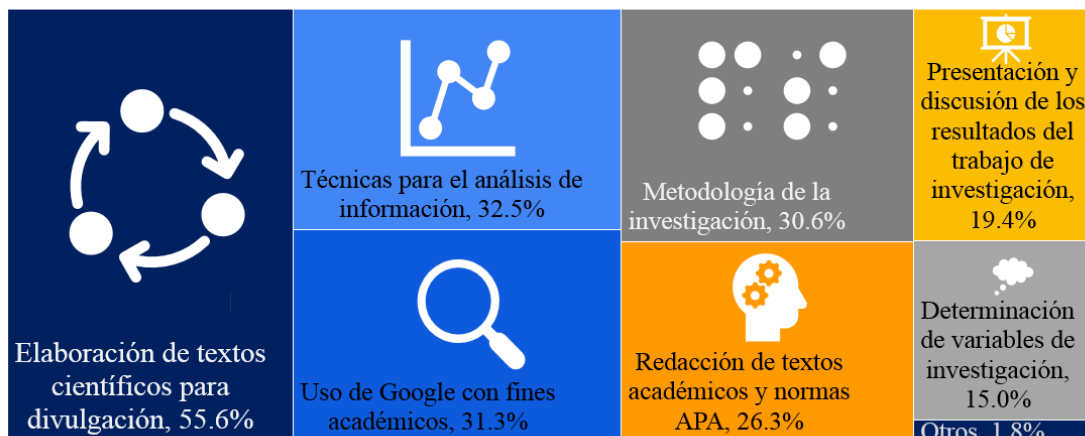 Elaboración de textos
científicos para
divulgación, 55.6%
Técnicas para el análisis de
información, 32.5%
Uso de Google con fines
académicos, 31.3%
Metodología de la
investigación, 30.6%
Redacción de textos
académicos y normas
APA, 26.3%
Presentación y
discusión de los
resultados del
trabajo de
investigación,
19.4%
Determinación
de variables de
investigación,
15.0%
Otros, 1.8%